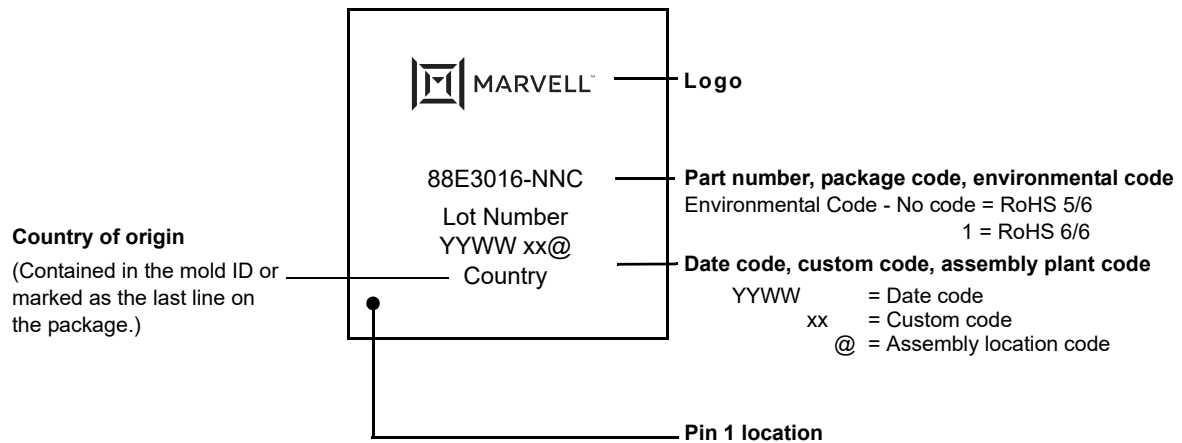 MARVELL™
Logo
88E3016-NNC
Part number, package code, environmental code
Environmental Code - No code = RoHS 5/6
1 = RoHS 6/6
Lot Number
YYWW xx@
Country
Country of origin
(Contained in the mold ID or
marked as the last line on
the package.)
Date code, custom code, assembly plant code
YYWW = Date code
xx = Custom code
@ = Assembly location code
Pin 1 location